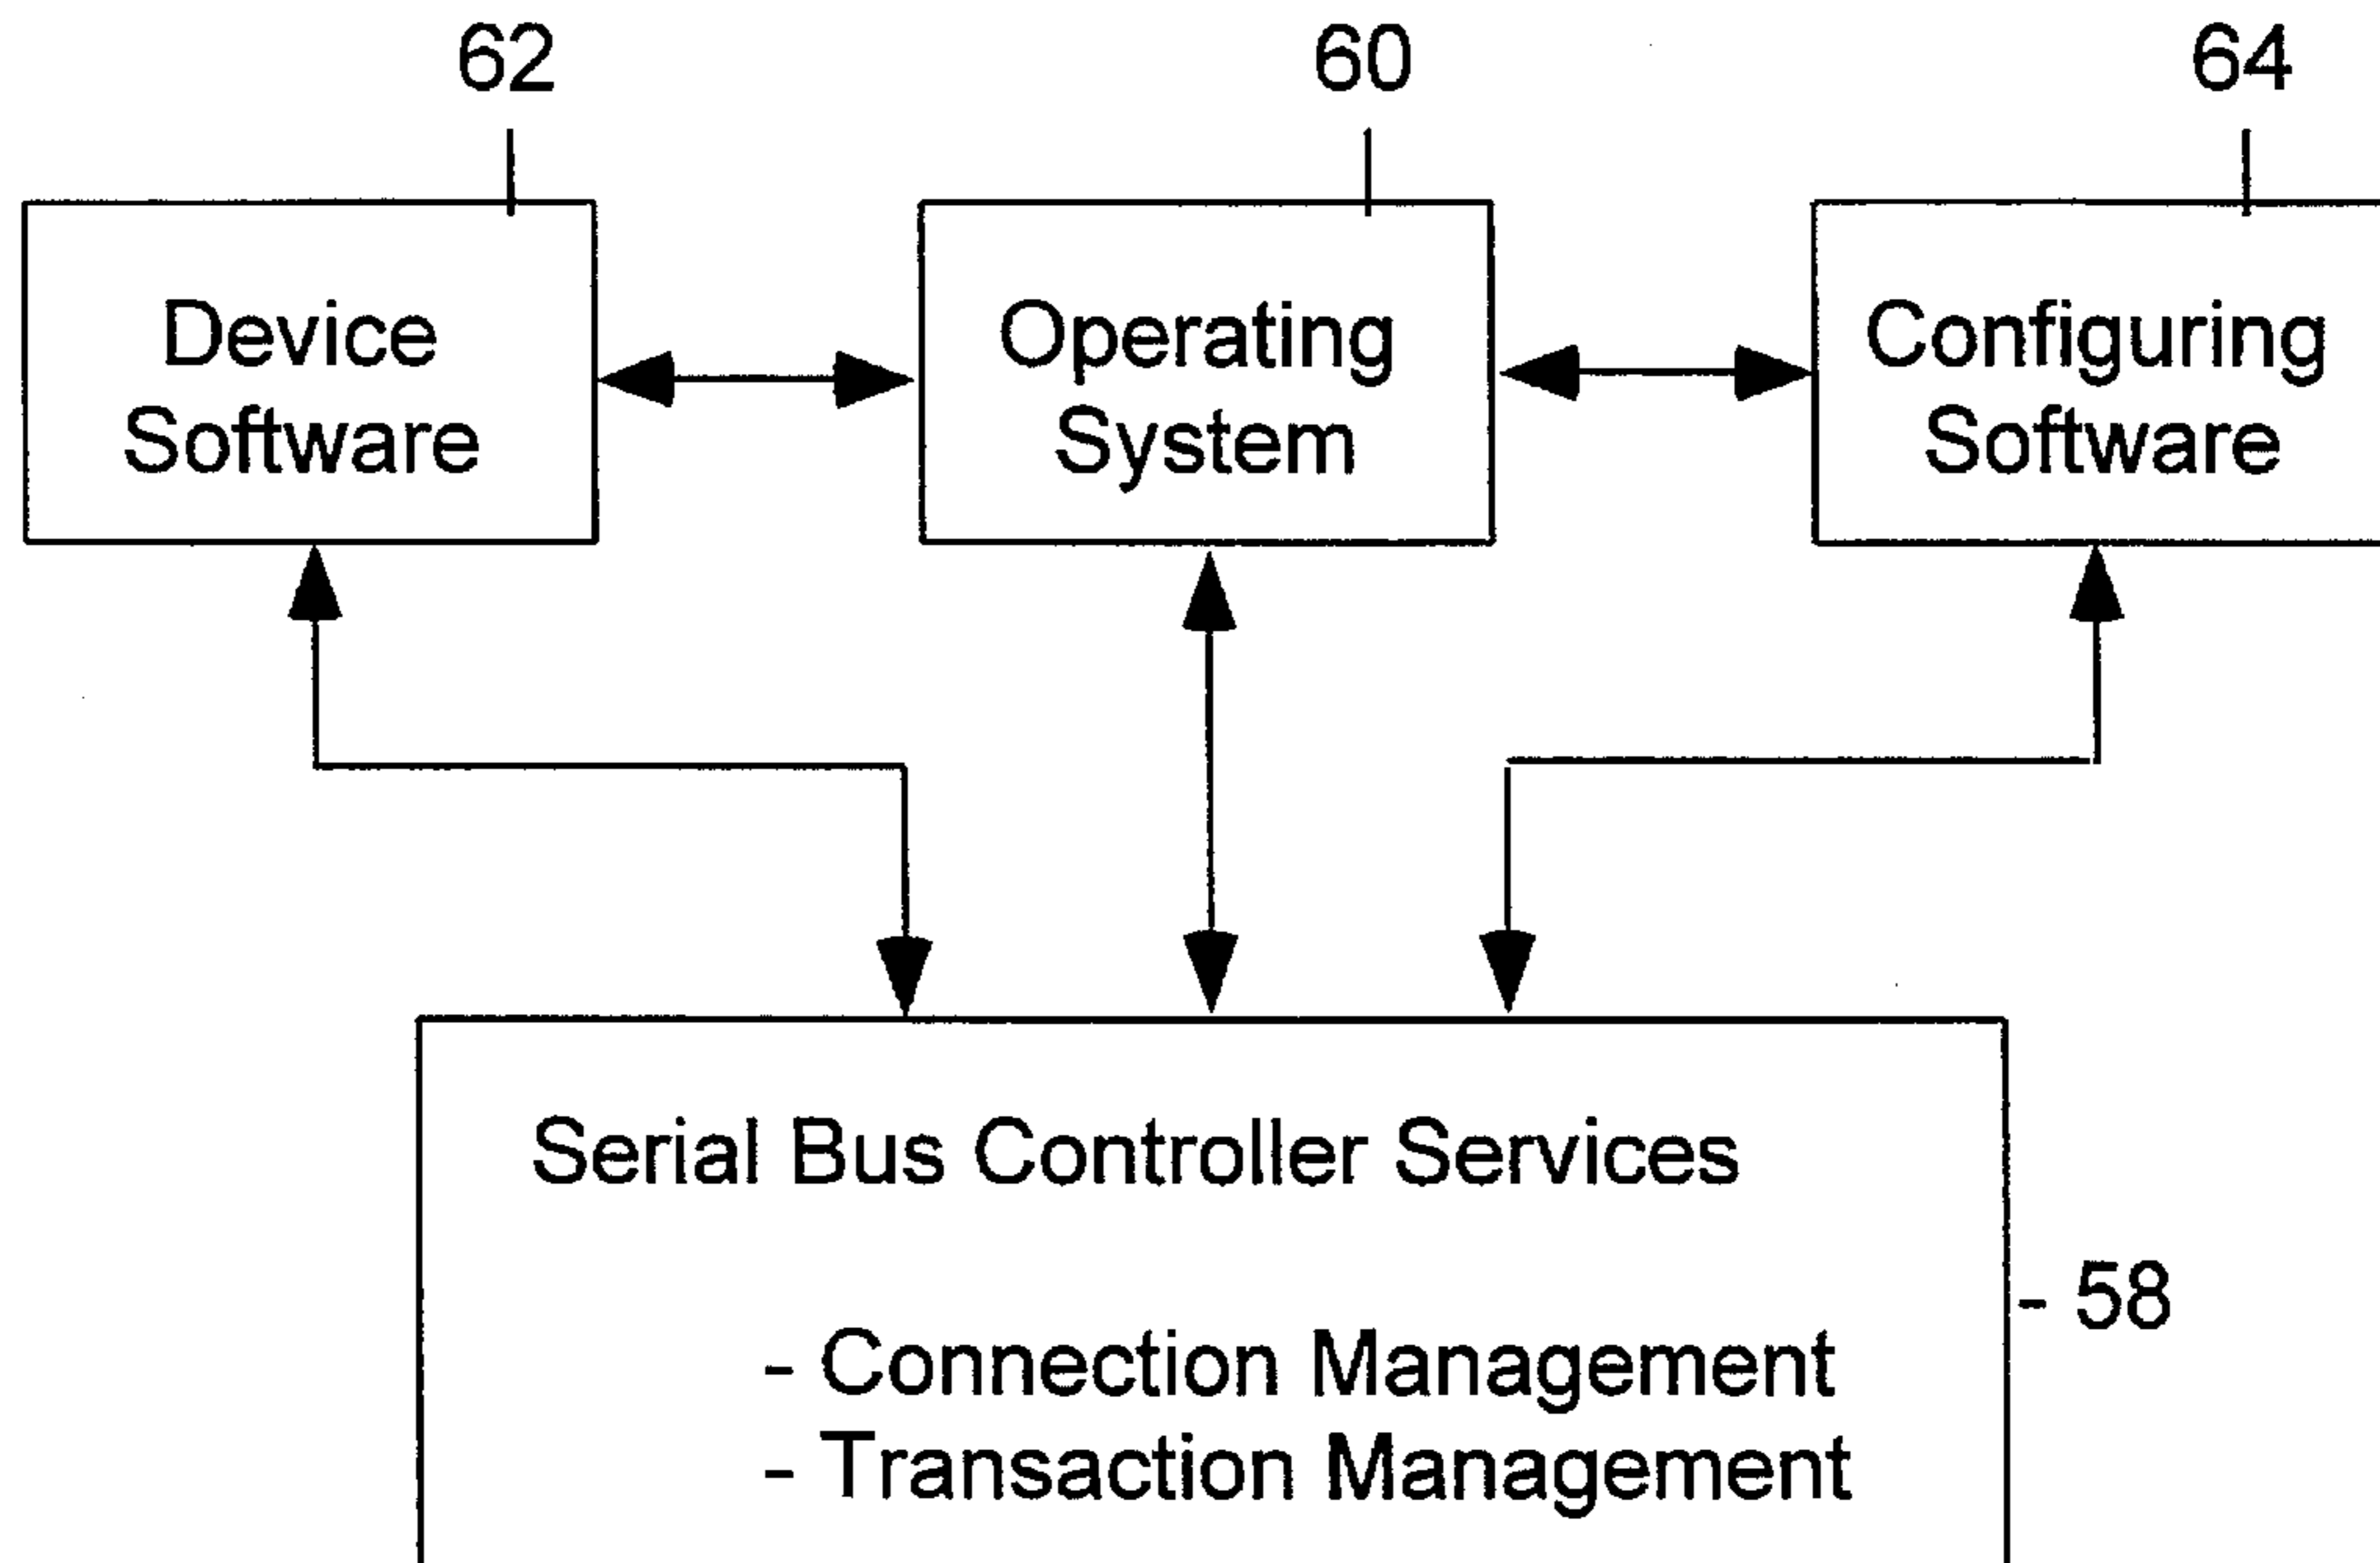 62
60
64
Device
Software
Operating
System
Configuring
Software
Serial Bus Controller Services
- 58
- Connection Management
- Transaction Management